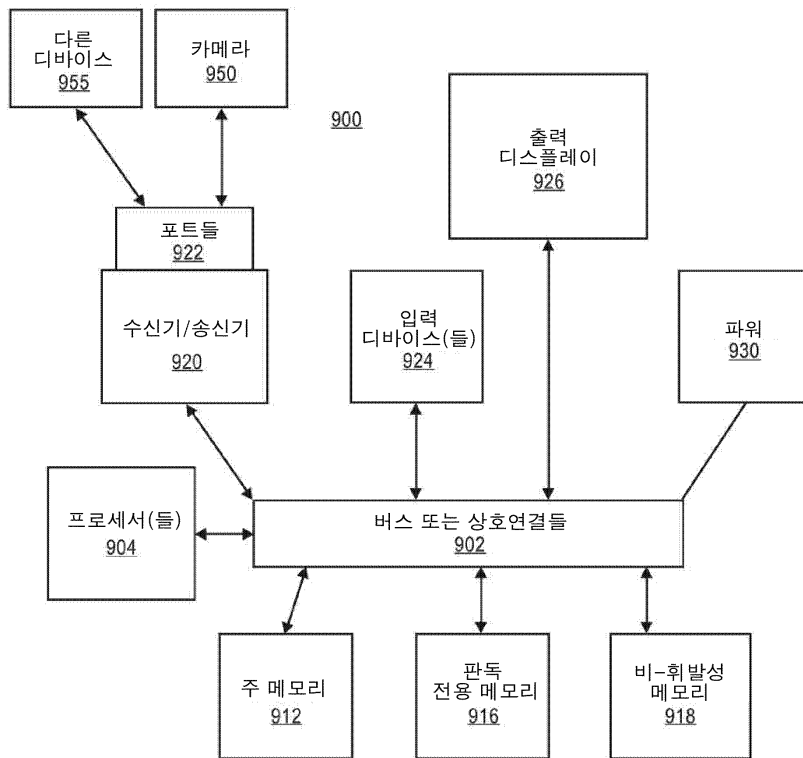 다른
디바이스
955
카메라
950
900
출력
디스플레이
926
포트들
922
수신기/송신기
920
입력
디바이스(들)
924
파워
930
프로세서(들)
904
버스 또는 상호연결들
902
주 메모리
912
판독
전용 메모리
916
비-휘발성
메모리
918